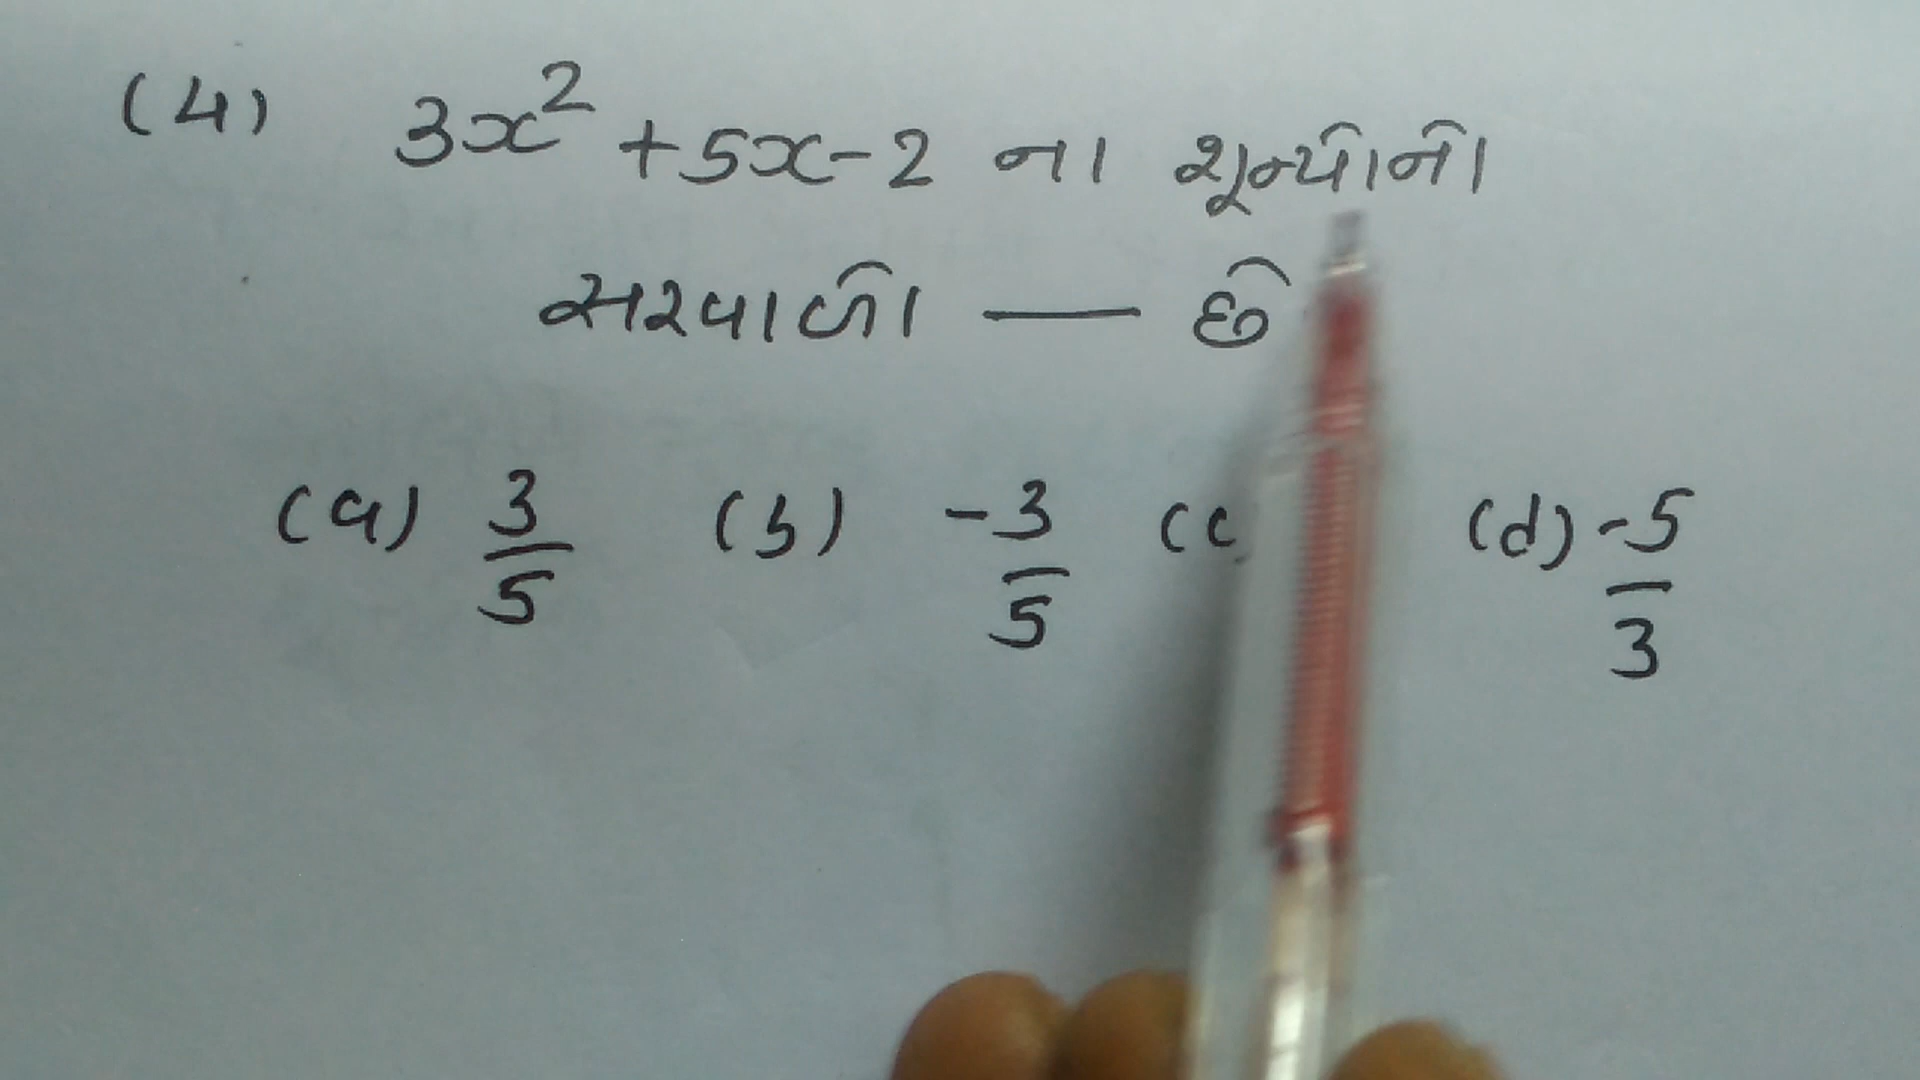 (4) 3x² + 5x - 2 ના શૂન્યોનો
સરવાળો — છે
(a) 3/5 (b) -3/5 (c (d) -5/3